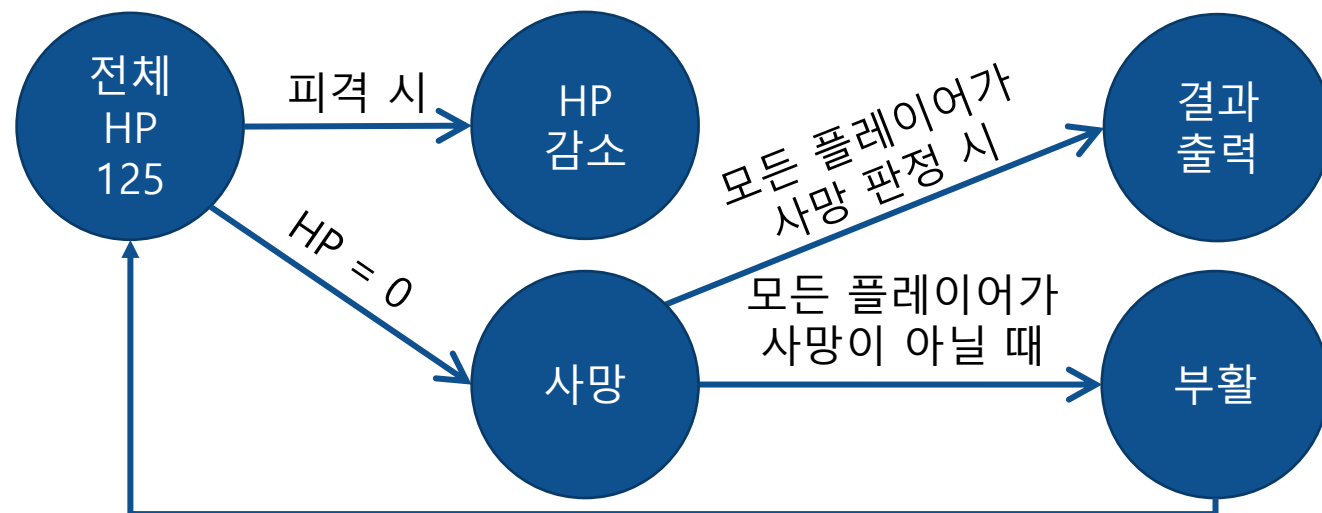 전체
HP
125
피격 시
HP
감소
모든 플레이어가
사망 판정 시
결과
출력
HP = 0
사망
모든 플레이어가
사망이 아닐 때
부활